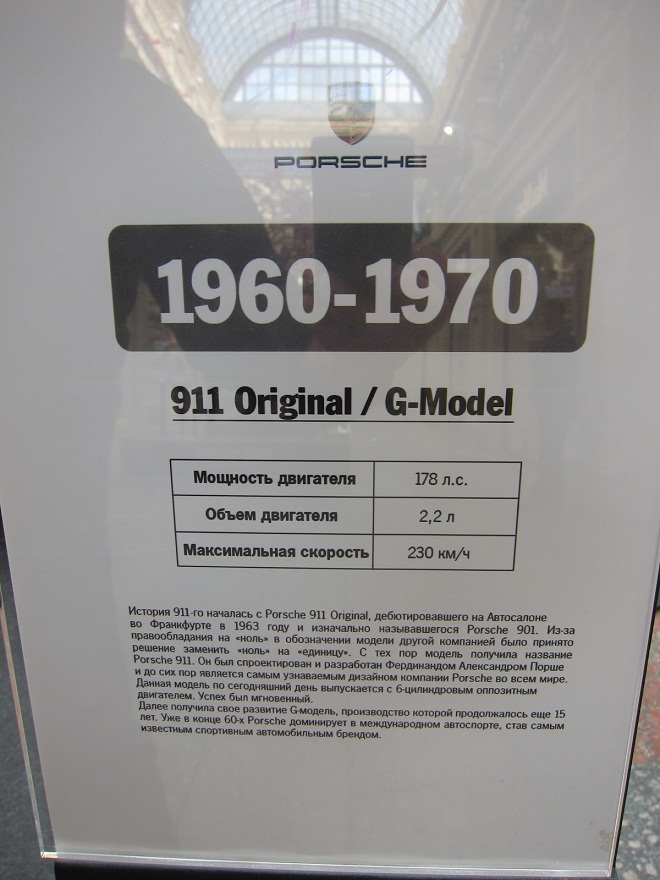 PORSCHE
1960-1970
911 Original / G-Model
Мощность двигателя 178 л.с.
Объем двигателя 2,2 л
Максимальная скорость 230 км/ч
История 911-го началась с Porsche 911 Original, дебютировавшего на Автосалоне
во Франкфурте в 1963 году и изначально называвшегося Porsche 901. Из-за
правообладания на «ноль» в обозначении модели другой компанией было принято
решение заменить «ноль» на «единицу». С тех пор модель получила название
Porsche 911. Он был спроектирован и разработан Фердинандом Александром Порше
и до сих пор является самым узнаваемым дизайном компании Porsche во всем мире.
Данная модель по сегодняшний день выпускается с 6-цилиндровым оппозитным
двигателем. Успех был мгновенный.
Далее получила свое развитие G-модель, производство которой продолжалось еще 15
лет. Уже в конце 60-х Porsche доминирует в международном автоспорте, став самым
известным спортивным автомобильным брендом.